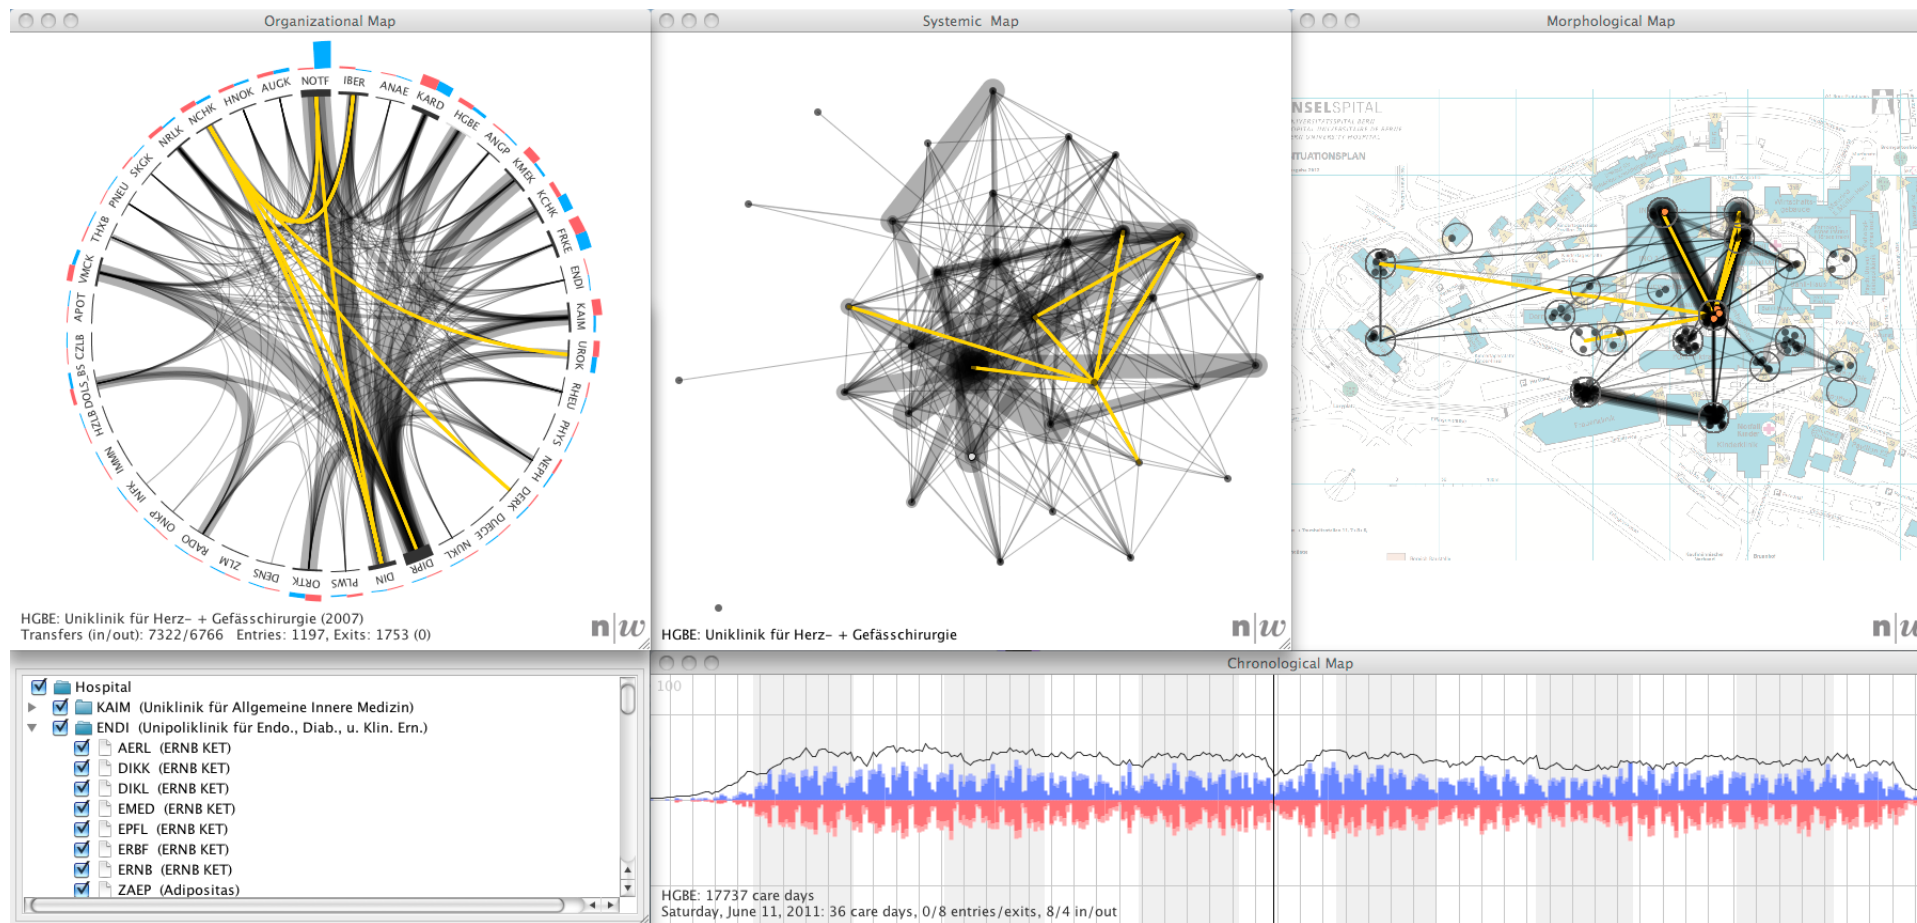 Organizational Map
NOTF
IBER
ANAE
KARD
HGBE
ANGP
KMEK
KCHK
FRKE
ENDI
KAIM
UROK
RHEU
PHYS
NEPH
DERK
DUEGE
NUKL
DIPR
DIN
PLWS
ORTK
DENS
ZLM
RADO
ONKP
INFK
IMMN
HZLB
DOLS_BS
CZLB
APOT
VMCK
THXB
PNEU
SKGK
NRLK
NCHK
HNOK
AUGK
HGBE: Uniklinik für Herz- + Gefässchirurgie (2007)
Transfers (in/out): 7322/6766 Entries: 1197, Exits: 1753 (0)
n|w
Systemic Map
HGBE: Uniklinik für Herz- + Gefässchirurgie
n|w
Morphological Map
NSELSPITAL
ITUATIONSPLAN
n|w
Hospital
KAIM (Uniklinik für Allgemeine Innere Medizin)
ENDI (Unipoliklinik für Endo., Diab., u. Klin. Ern.)
AERL (ERNB KET)
DIKK (ERNB KET)
DIKL (ERNB KET)
EMED (ERNB KET)
EPFL (ERNB KET)
ERBF (ERNB KET)
ERNB (ERNB KET)
ZAEP (Adipositas)
Chronological Map
100
HGBE: 17737 care days
Saturday, June 11, 2011: 36 care days, 0/8 entries/exits, 8/4 in/out